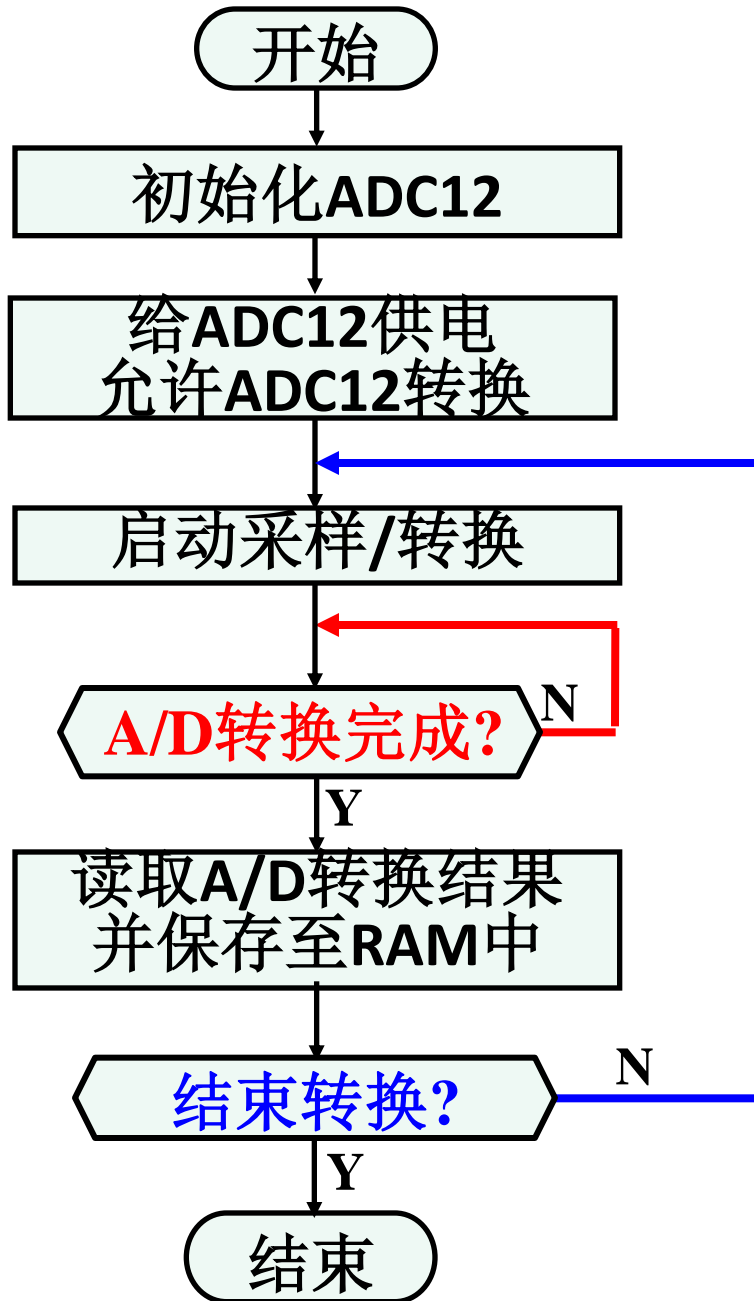 开始
初始化ADC12
给ADC12供电
允许ADC12转换
启动采样/转换
A/D转换完成?
N
Y
读取A/D转换结果
并保存至RAM中
结束转换?
N
Y
结束